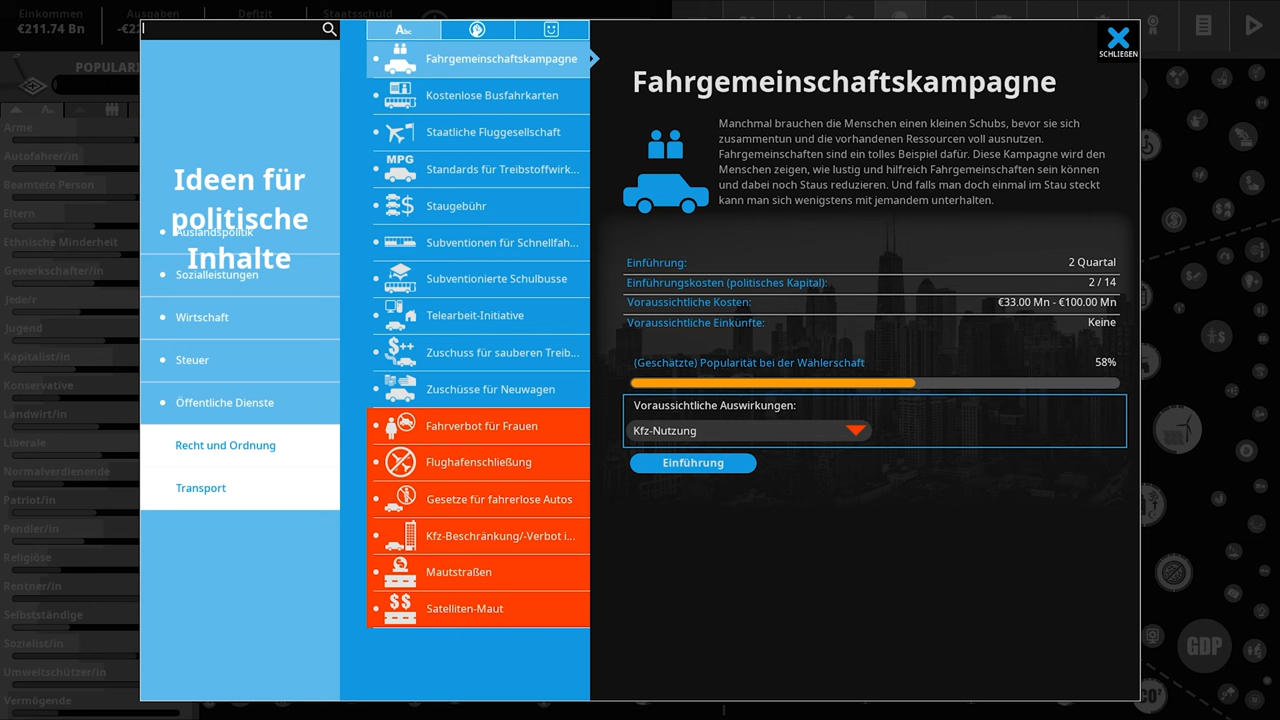 Einkommen
Ausgaben
Defizit
Staatsschuld
€211.74 Bn
POPULARI
Arme
Autofahrer/in
Beamtete Person
Eltern
Ethnische Minderheit
Gewerkschafter/in
Jede/r
Jugend
Kapitalist/in
Konservative
Landwirt/in
Liberale
Normalverdienende
Patriot/in
Pendler/in
Religiöse
Rentner/in
Selbstständige
Sozialist/in
Umweltschützer/in
Vermögende
Ideen für
politische
Inhalte
Auslandspolitik
Sozialleistungen
Wirtschaft
Steuer
Öffentliche Dienste
Recht und Ordnung
Transport
Abc
Fahrgemeinschaftskampagne
Kostenlose Busfahrkarten
Staatliche Fluggesellschaft
MPG
Standards für Treibstoffwirk...
Staugebühr
Subventionen für Schnellfah...
Subventionierte Schulbusse
Telearbeit-Initiative
Zuschuss für sauberen Treib...
Zuschüsse für Neuwagen
Fahrverbot für Frauen
Flughafenschließung
Gesetze für fahrerlose Autos
Kfz-Beschränkung/-Verbot i...
Mautstraßen
Satelliten-Maut
SCHLIEẞEN
Fahrgemeinschaftskampagne
Manchmal brauchen die Menschen einen kleinen Schubs, bevor sie sich
zusammentun und die vorhandenen Ressourcen voll ausnutzen.
Fahrgemeinschaften sind ein tolles Beispiel dafür. Diese Kampagne wird den
Menschen zeigen, wie lustig und hilfreich Fahrgemeinschaften sein können
und dabei noch Staus reduzieren. Und falls man doch einmal im Stau steckt
kann man sich wenigstens mit jemandem unterhalten.
Einführung: 2 Quartal
Einführungskosten (politisches Kapital): 2 / 14
Voraussichtliche Kosten: €33.00 Mn - €100.00 Mn
Voraussichtliche Einkünfte: Keine
(Geschätzte) Popularität bei der Wählerschaft 58%
Voraussichtliche Auswirkungen:
Kfz-Nutzung
Einführung
GDP